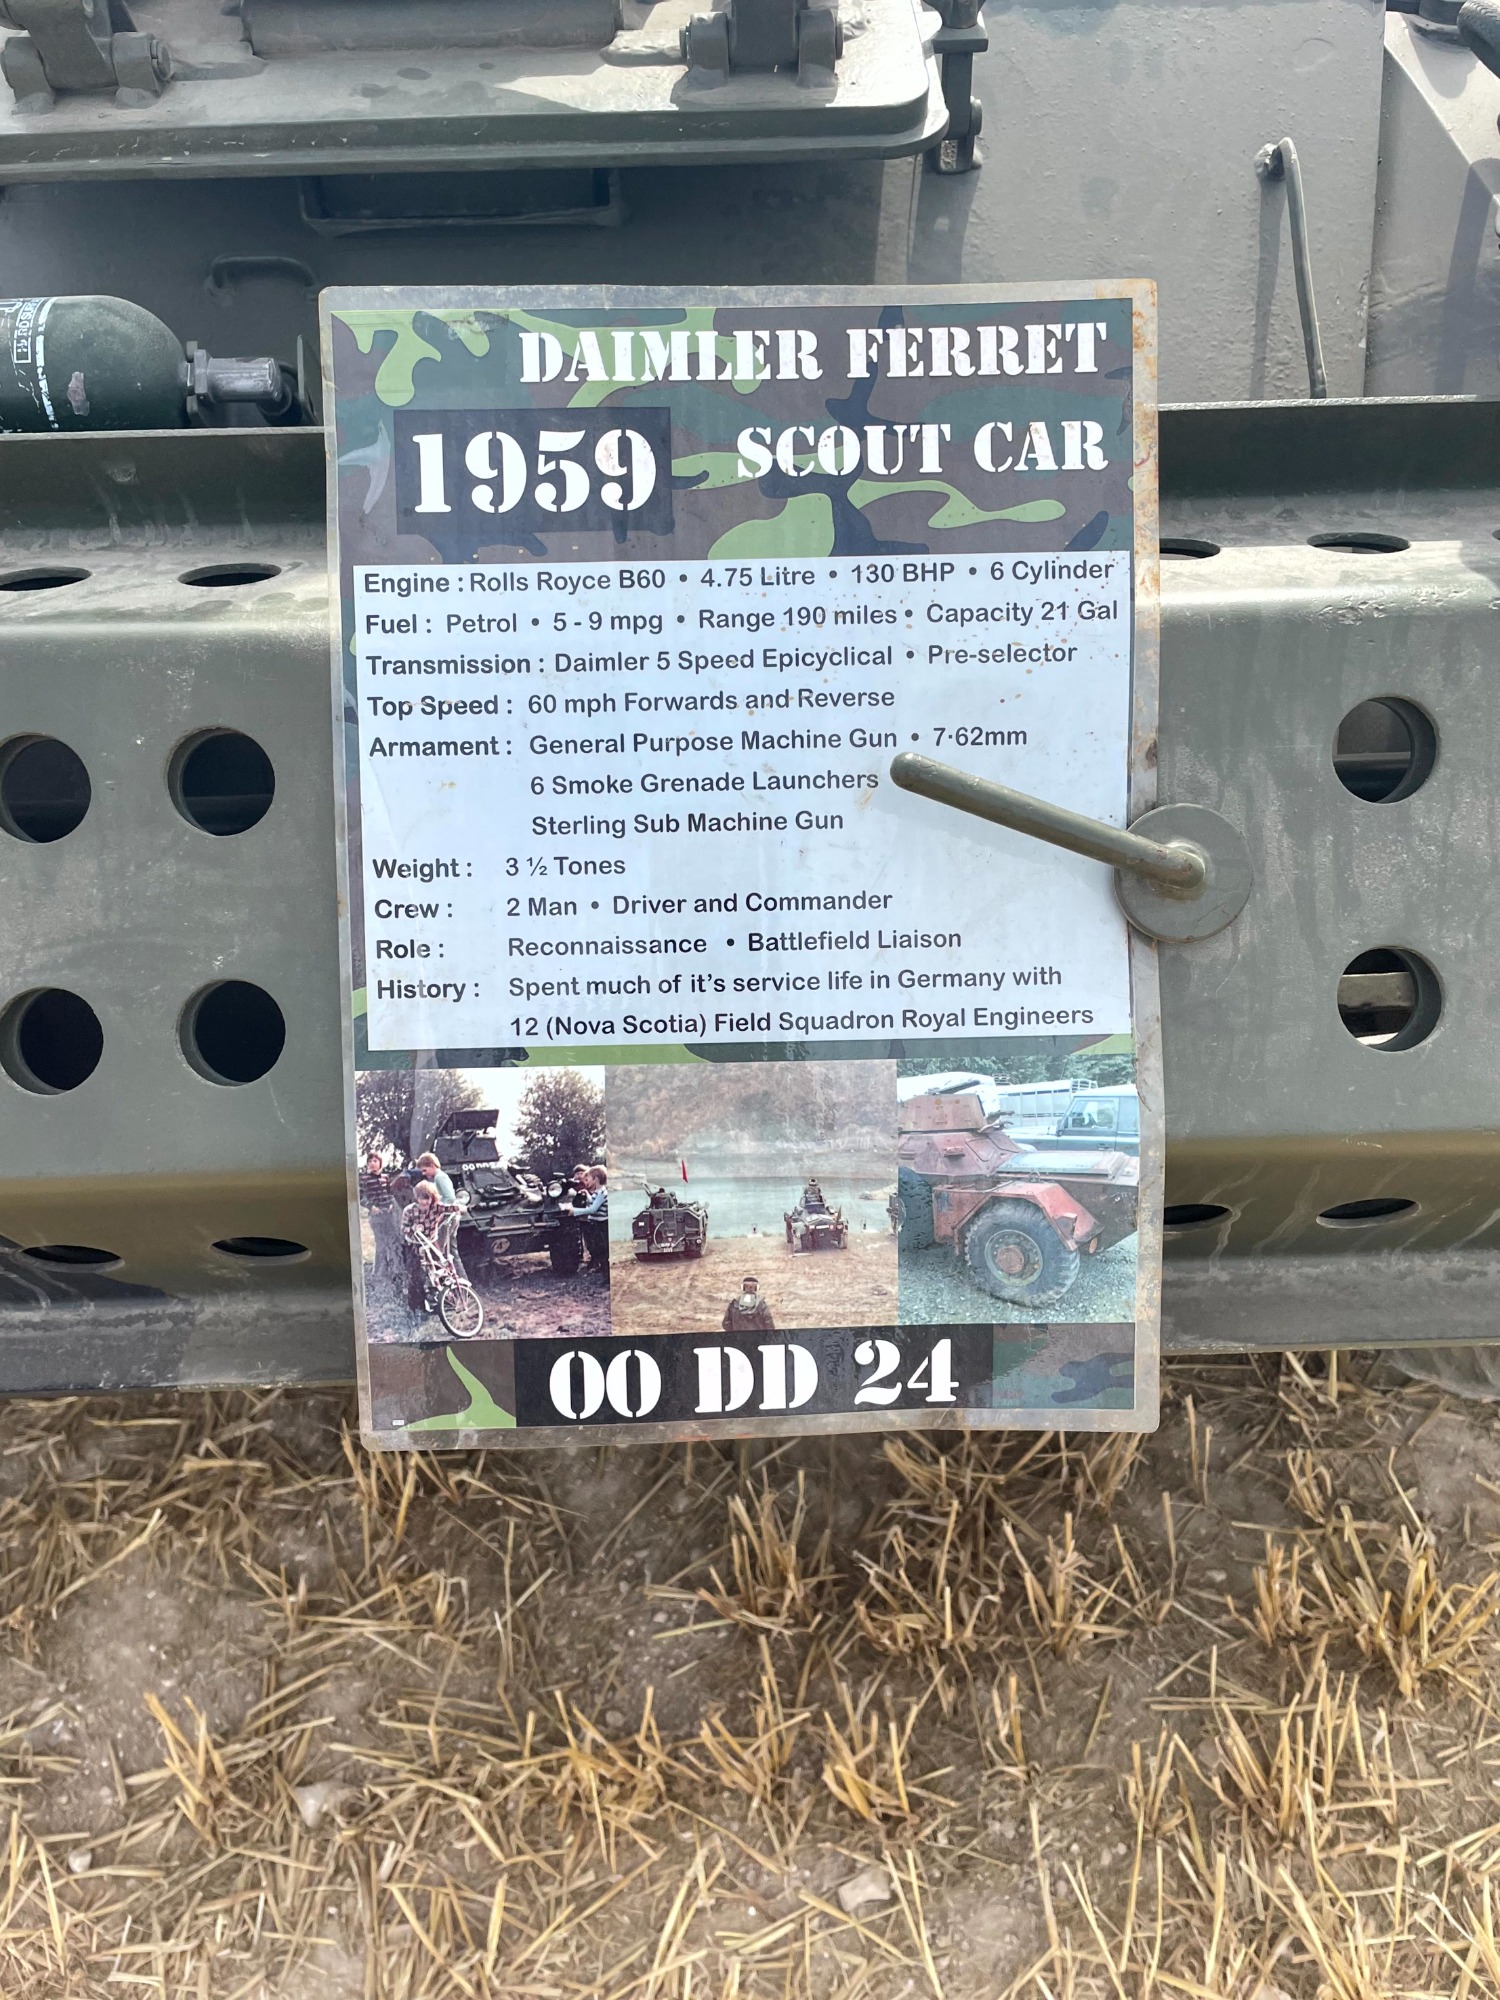 DAIMLER FERRET
1959 SCOUT CAR
Engine : Rolls Royce B60 • 4.75 Litre • 130 BHP • 6 Cylinder
Fuel : Petrol • 5 - 9 mpg • Range 190 miles • Capacity 21 Gal
Transmission : Daimler 5 Speed Epicyclical • Pre-selector
Top Speed : 60 mph Forwards and Reverse
Armament : General Purpose Machine Gun • 7·62mm
6 Smoke Grenade Launchers
Sterling Sub Machine Gun
Weight : 3 ½ Tones
Crew : 2 Man • Driver and Commander
Role : Reconnaissance • Battlefield Liaison
History : Spent much of it's service life in Germany with
12 (Nova Scotia) Field Squadron Royal Engineers
00 DD 24